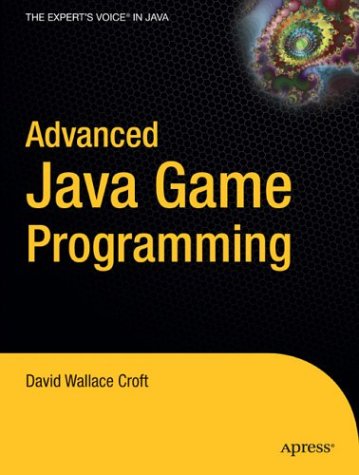 THE EXPERT'S VOICE® IN JAVA
Advanced
Java Game
Programming
David Wallace Croft
Apress®